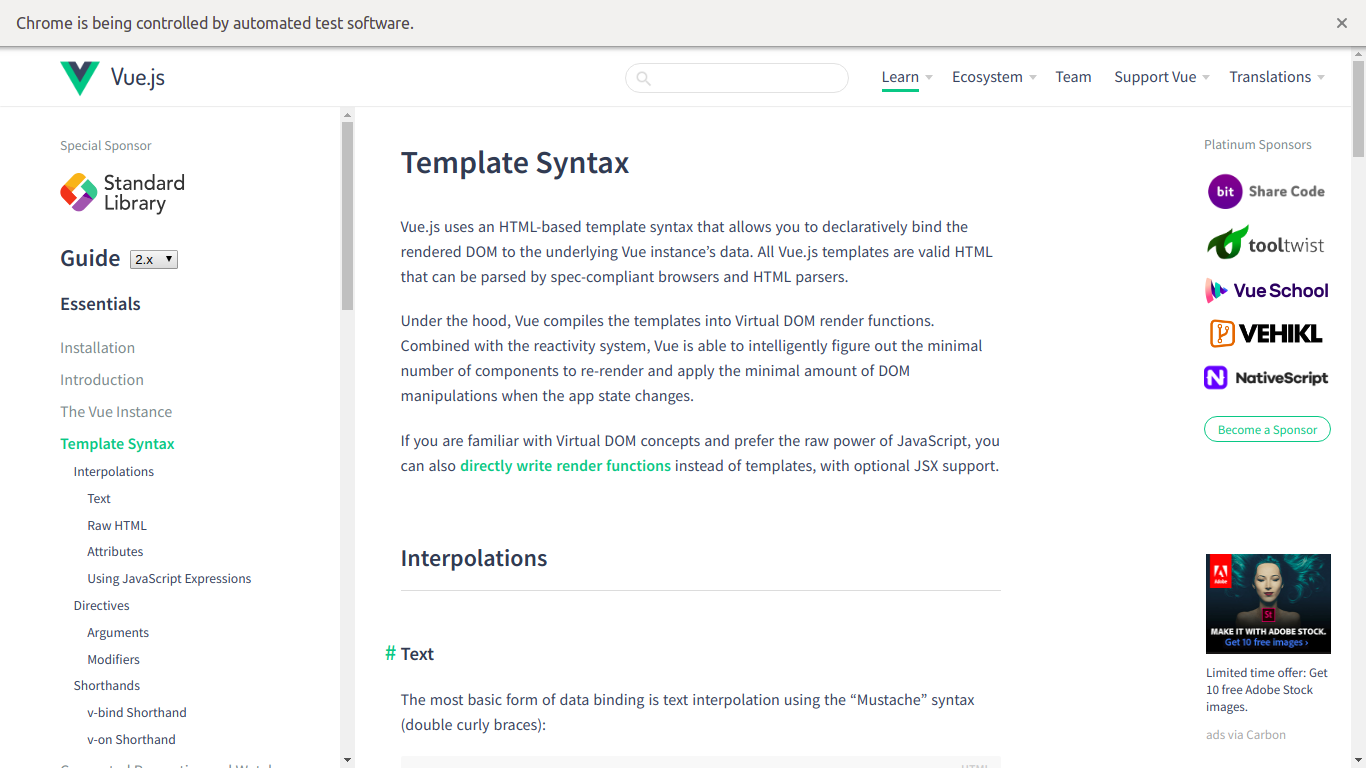 Chrome is being controlled by automated test software.
Vue.js
Learn
Ecosystem
Team
Support Vue
Translations
Special Sponsor
Standard
Library
Guide 2.x
Essentials
Installation
Introduction
The Vue Instance
Template Syntax
Interpolations
Text
Raw HTML
Attributes
Using JavaScript Expressions
Directives
Arguments
Modifiers
Shorthands
v-bind Shorthand
v-on Shorthand
Template Syntax
Vue.js uses an HTML-based template syntax that allows you to declaratively bind the
rendered DOM to the underlying Vue instance’s data. All Vue.js templates are valid HTML
that can be parsed by spec-compliant browsers and HTML parsers.
Under the hood, Vue compiles the templates into Virtual DOM render functions.
Combined with the reactivity system, Vue is able to intelligently figure out the minimal
number of components to re-render and apply the minimal amount of DOM
manipulations when the app state changes.
If you are familiar with Virtual DOM concepts and prefer the raw power of JavaScript, you
can also directly write render functions instead of templates, with optional JSX support.
Interpolations
# Text
The most basic form of data binding is text interpolation using the “Mustache” syntax
(double curly braces):
Platinum Sponsors
bit Share Code
tooltwist
Vue School
VEHIKL
NativeScript
Become a Sponsor
Adobe
St
MAKE IT WITH ADOBE STOCK.
Get 10 free images ›
Limited time offer: Get
10 free Adobe Stock
images.
ads via Carbon